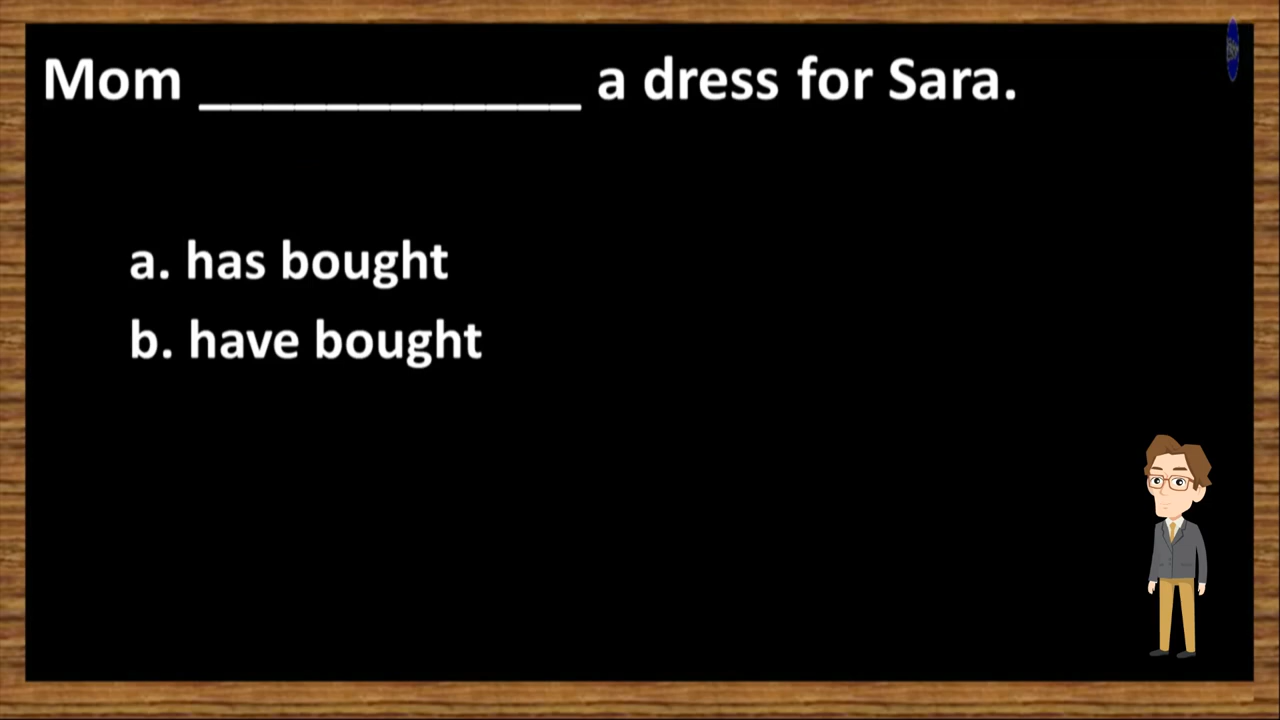 Mom ____________ a dress for Sara.
a. has bought
b. have bought